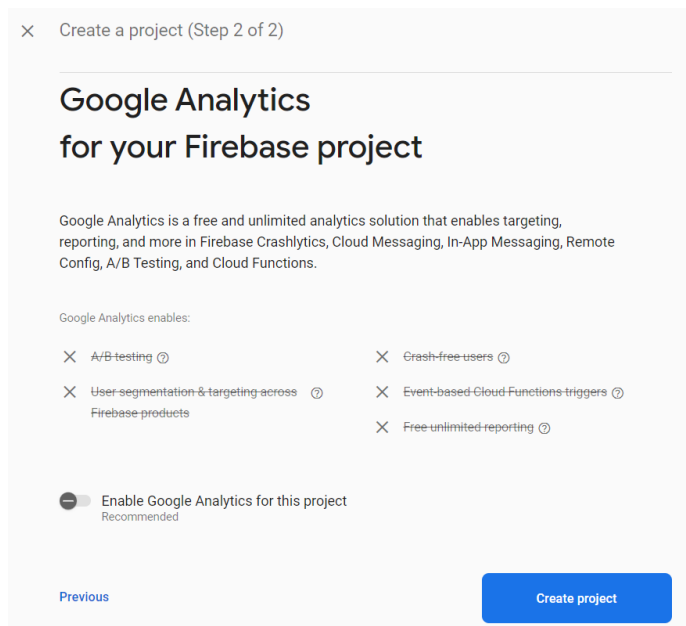 Create a project (Step 2 of 2)
Google Analytics
for your Firebase project
Google Analytics is a free and unlimited analytics solution that enables targeting,
reporting, and more in Firebase Crashlytics, Cloud Messaging, In-App Messaging, Remote
Config, A/B Testing, and Cloud Functions.
Google Analytics enables:
A/B testing
User segmentation & targeting across
Firebase products
Crash-free users
Event-based Cloud Functions triggers
Free unlimited reporting
Enable Google Analytics for this project
Recommended
Previous
Create project